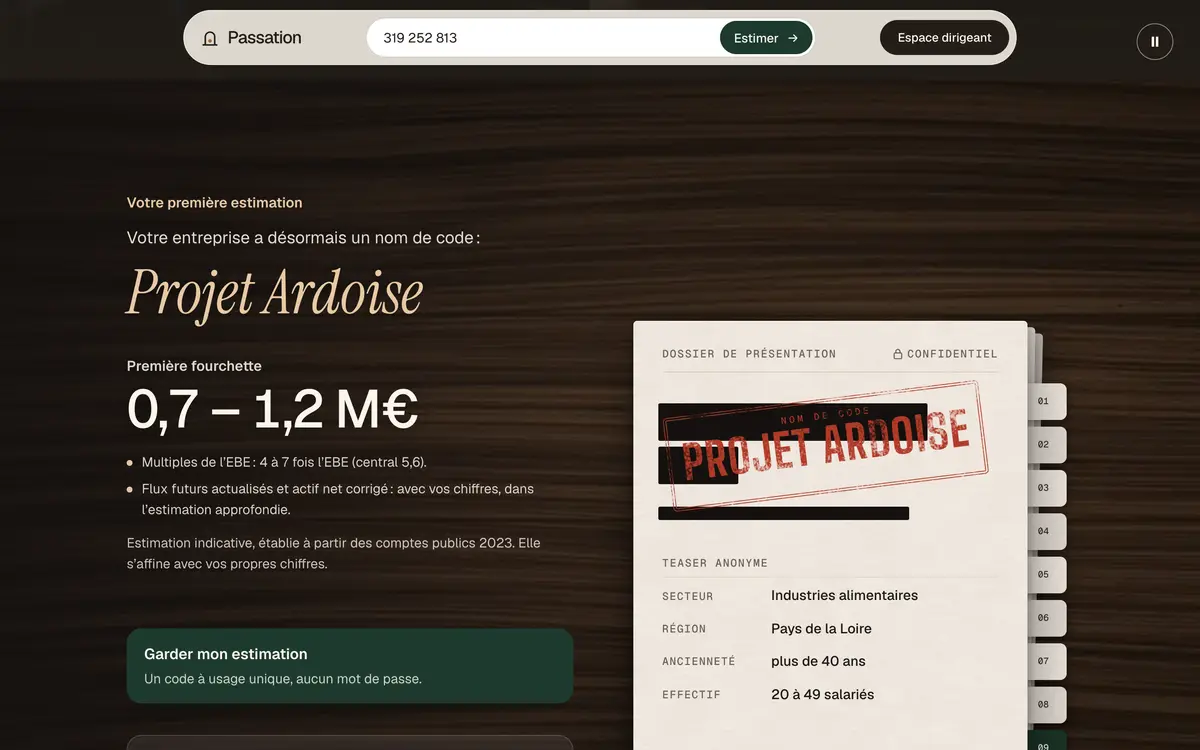 Passation
319 252 813
Estimer →
Espace dirigeant
Votre première estimation
Votre entreprise a désormais un nom de code :
Projet Ardoise
Première fourchette
0,7 – 1,2 M€
Multiples de l'EBE : 4 à 7 fois l'EBE (central 5,6).
Flux futurs actualisés et actif net corrigé : avec vos chiffres, dans
l'estimation approfondie.
Estimation indicative, établie à partir des comptes publics 2023. Elle
s'affine avec vos propres chiffres.
Garder mon estimation
Un code à usage unique, aucun mot de passe.
DOSSIER DE PRÉSENTATION
CONFIDENTIEL
NOM DE CODE
PROJET ARDOISE
TEASER ANONYME
SECTEUR Industries alimentaires
RÉGION Pays de la Loire
ANCIENNETÉ plus de 40 ans
EFFECTIF 20 à 49 salariés
01
02
03
04
05
06
07
08
09